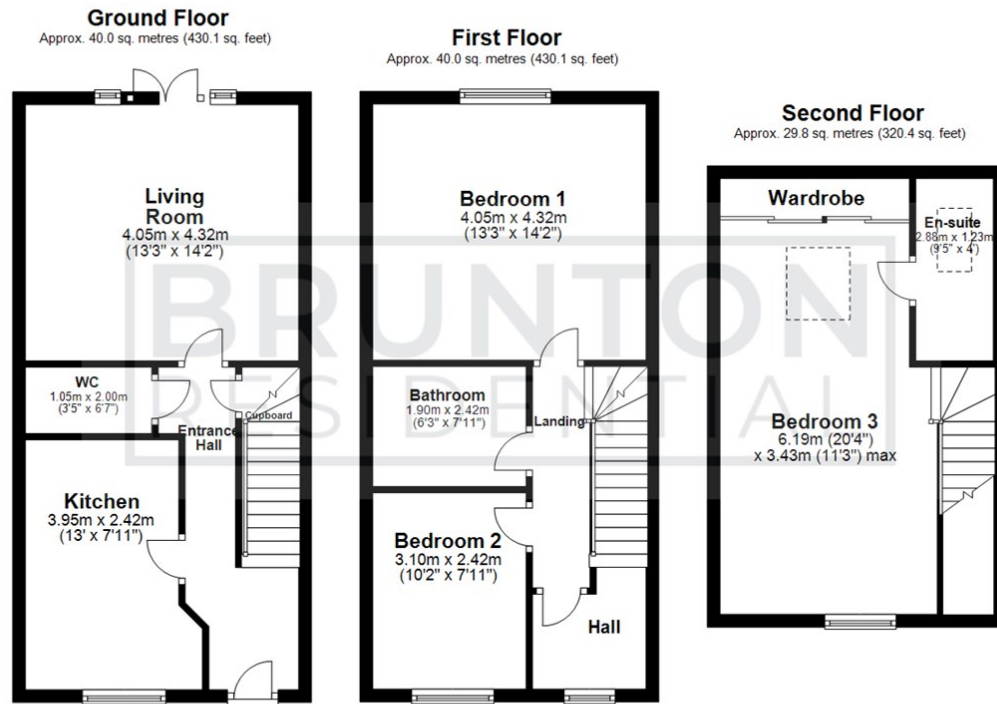 Ground Floor
Approx. 40.0 sq. metres (430.1 sq. feet)
Living
Room
4.05m x 4.32m
(13'3" x 14'2")
WC
1.05m x 2.00m
(3'5" x 6'7")
Cupboard
Entrance
Hall
Kitchen
3.95m x 2.42m
(13' x 7'11")
First Floor
Approx. 40.0 sq. metres (430.1 sq. feet)
Bedroom 1
4.05m x 4.32m
(13'3" x 14'2")
Bathroom
1.90m x 2.42m
(6'3" x 7'11")
Landing
Bedroom 2
3.10m x 2.42m
(10'2" x 7'11")
Hall
Second Floor
Approx. 29.8 sq. metres (320.4 sq. feet)
Wardrobe
En-suite
2.88m x 1.23m
(9'5" x 4')
Bedroom 3
6.19m (20'4")
x 3.43m (11'3") max
BRUNTON
RESIDENTIAL